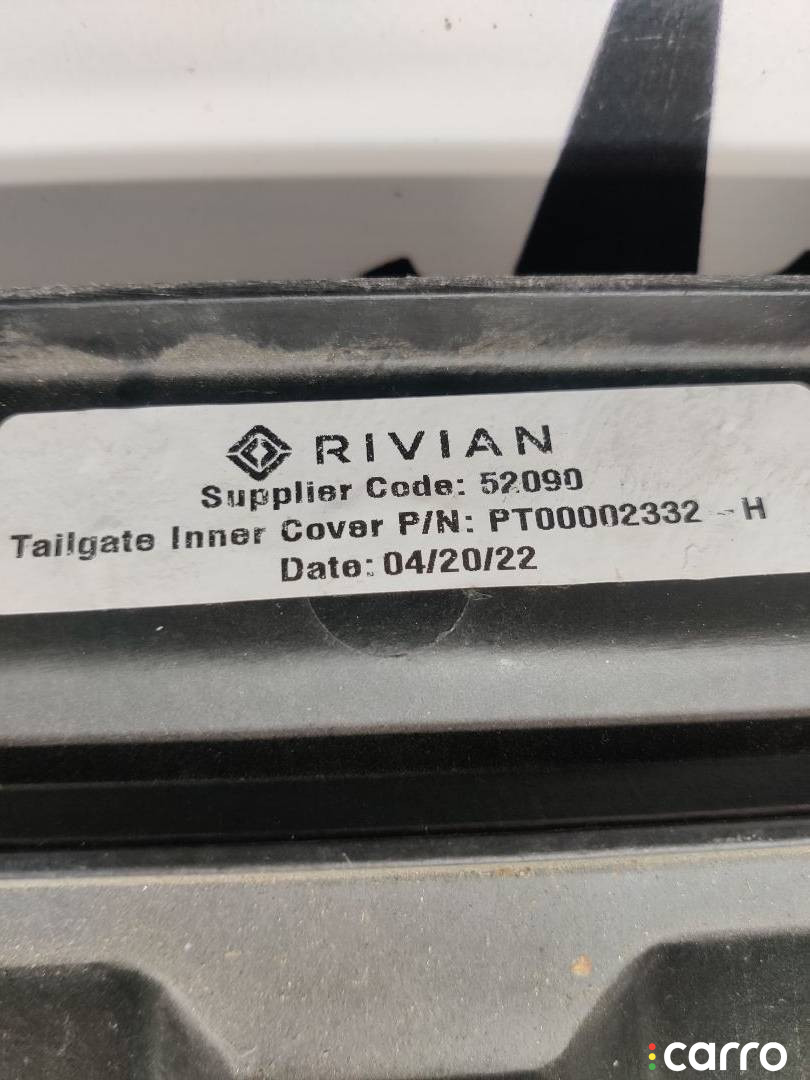 RIVIAN
Supplier Code: 52090
Tailgate Inner Cover P/N: PT00002332 -H
Date: 04/20/22
carro